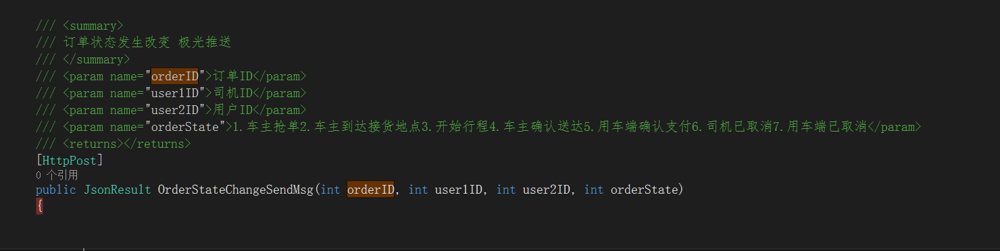 /// <summary>
/// 订单状态发生改变 极光推送
/// </summary>
/// <param name="orderID">订单ID</param>
/// <param name="user1ID">司机ID</param>
/// <param name="user2ID">用户ID</param>
/// <param name="orderState">1.车主抢单2.车主到达接货地点3.开始行程4.车主确认送达5.用车端确认支付6.司机已取消7.用车端已取消</param>
/// <returns></returns>
[HttpPost]
0 个引用
public JsonResult OrderStateChangeSendMsg(int orderID, int user1ID, int user2ID, int orderState)
{